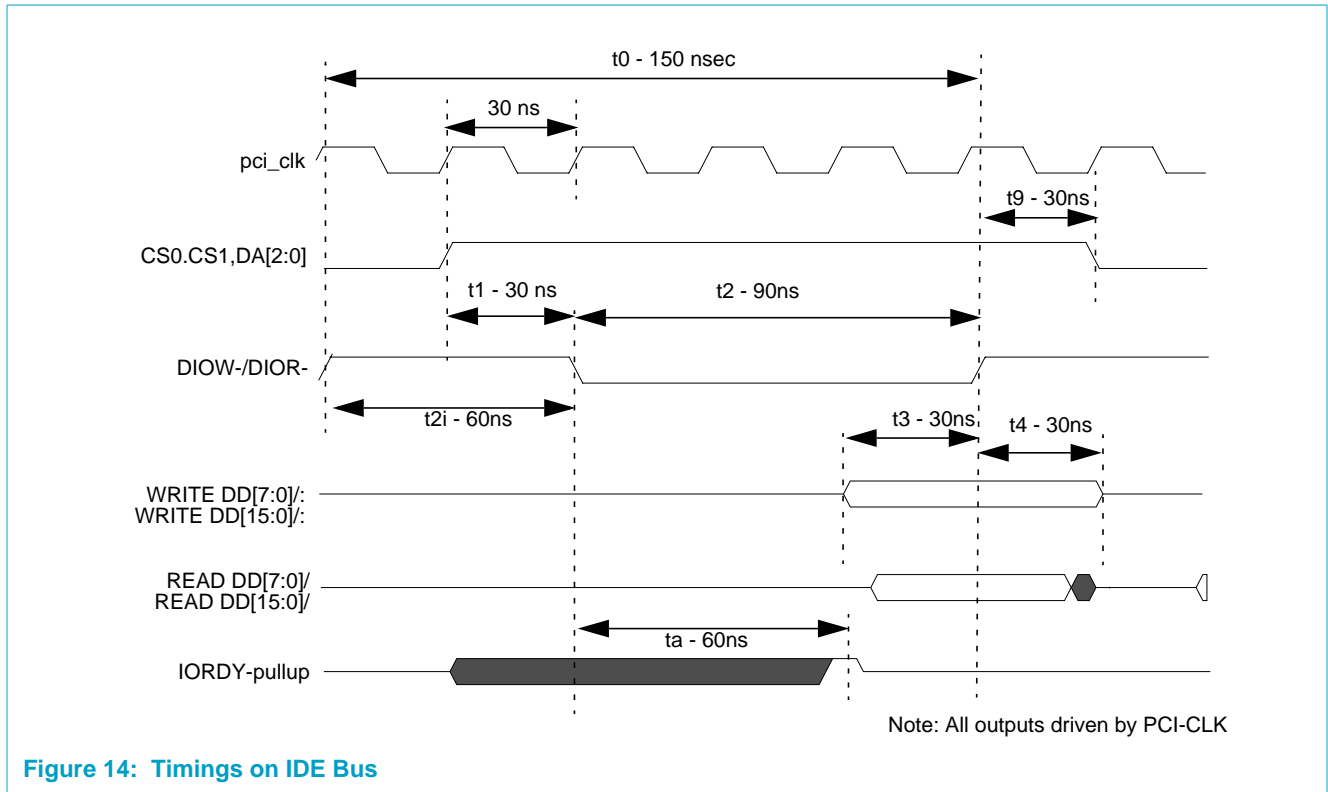 t0 - 150 nsec
30 ns
pci_clk
t9 - 30ns
CS0.CS1,DA[2:0]
t1 - 30 ns
t2 - 90ns
DIOW-/DIOR-
t2i - 60ns
t3 - 30ns
t4 - 30ns
WRITE DD[7:0]/:
WRITE DD[15:0]/:
READ DD[7:0]/
READ DD[15:0]/
ta - 60ns
IORDY-pullup
Note: All outputs driven by PCI-CLK
Figure 14: Timings on IDE Bus